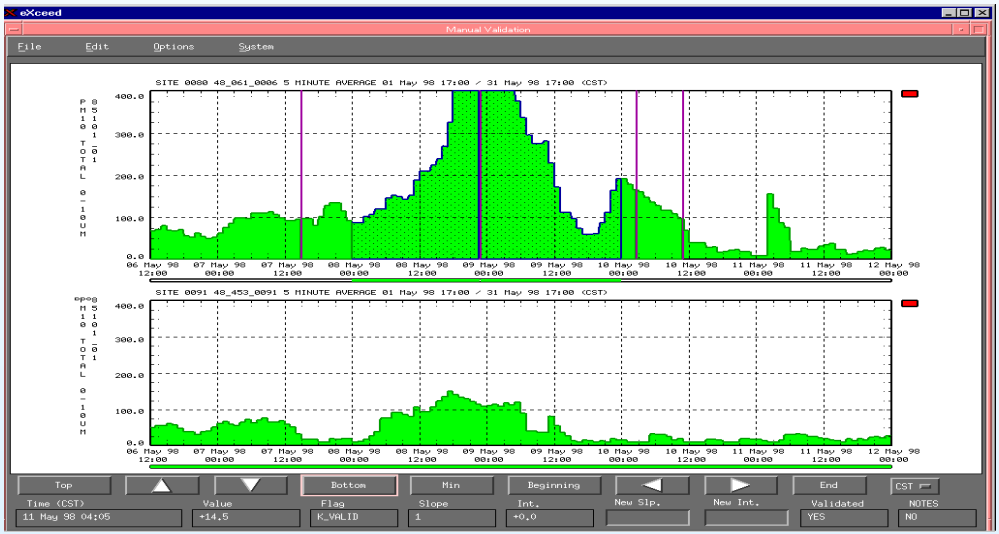 eXceed
Manual Validation
File Edit Options System
SITE 0080 48_061_0006 5 MINUTE AVERAGE 01 May 98 17:00 / 31 May 98 17:00 (CST)
PM10 TOTAL 0-10UM
85101_01
400.0
300.0
200.0
100.0
0.0
06 May 98 07 May 98 07 May 98 08 May 98 08 May 98 09 May 98 09 May 98 10 May 98 10 May 98 11 May 98 11 May 98 12 May 98
12:00 00:00 12:00 00:00 12:00 00:00 12:00 00:00 12:00 00:00 12:00 00:00
SITE 0091 48_453_0091 5 MINUTE AVERAGE 01 May 98 17:00 / 31 May 98 17:00 (CST)
PM10 TOTAL 0-10UM
85101_01
400.0
300.0
200.0
100.0
0.0
06 May 98 07 May 98 07 May 98 08 May 98 08 May 98 09 May 98 09 May 98 10 May 98 10 May 98 11 May 98 11 May 98 12 May 98
12:00 00:00 12:00 00:00 12:00 00:00 12:00 00:00 12:00 00:00 12:00 00:00
Top Bottom Min Beginning End CST
Time (CST) Value Flag Slope Int. New Slp. New Int. Validated NOTES
11 May 98 04:05 +14.5 K_VALID 1 +0.0 YES NO